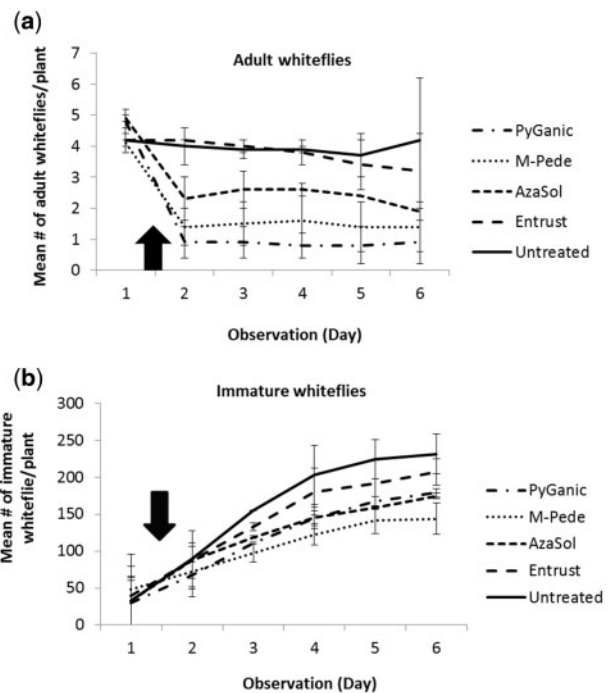 (a)
Adult whiteflies
Mean # of adult whiteflies/plant
7
6
5
4
3
2
1
0
1 2 3 4 5 6
Observation (Day)
PyGanic
M-Pede
AzaSol
Entrust
Untreated
(b)
Immature whiteflies
Mean # of immature
whiteflie/plant
300
250
200
150
100
50
0
1 2 3 4 5 6
Observation (Day)
PyGanic
M-Pede
AzaSol
Entrust
Untreated